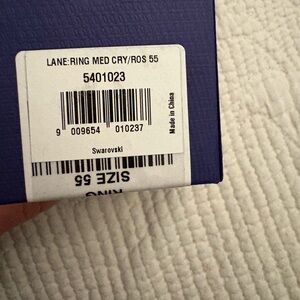 LANE:RING MED CRY/ROS 55
5401023
9 009654 010237
Made in China
Swarovski
SIZE 55
RING